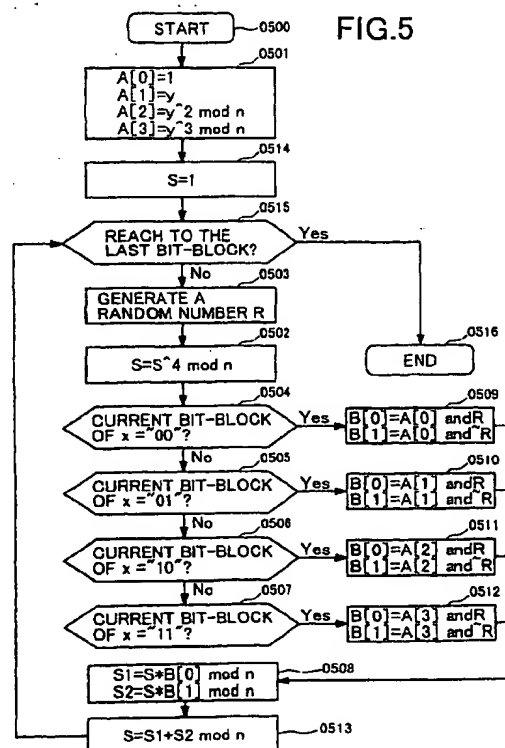 FIG.5
START
0500
0501
A[0]=1
A[1]=y
A[2]=y^2 mod n
A[3]=y^3 mod n
0514
S=1
0515
REACH TO THE
LAST BIT-BLOCK?
Yes
No
0503
GENERATE A
RANDOM NUMBER R
0502
S=S^4 mod n
0516
END
0504
CURRENT BIT-BLOCK
OF x ="00"?
Yes
0509
B[0]=A[0] andR
B[1]=A[0] and~R
No
0505
CURRENT BIT-BLOCK
OF x ="01"?
Yes
0510
B[0]=A[1] andR
B[1]=A[1] and~R
No
0506
CURRENT BIT-BLOCK
OF x ="10"?
Yes
0511
B[0]=A[2] andR
B[1]=A[2] and~R
No
0507
CURRENT BIT-BLOCK
OF x ="11"?
Yes
0512
B[0]=A[3] andR
B[1]=A[3] and~R
0508
S1=S*B[0] mod n
S2=S*B[1] mod n
S=S1+S2 mod n
0513